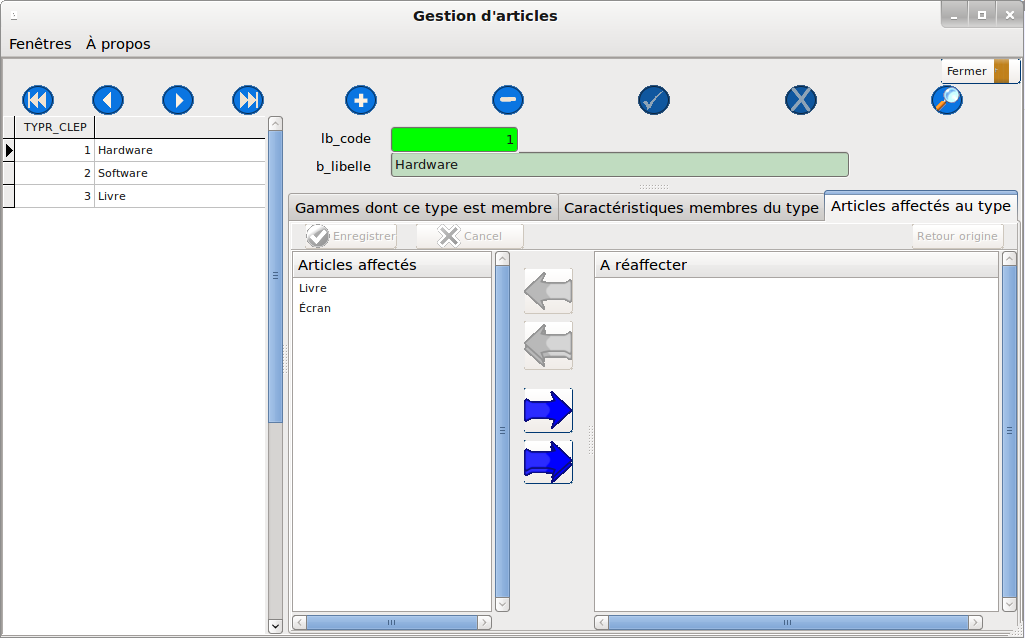 Gestion d'articles
Fenêtres À propos
Fermer
TYPR_CLEP
1 Hardware
2 Software
3 Livre
lb_code 1
b_libelle Hardware
Gammes dont ce type est membre Caractéristiques membres du type Articles affectés au type
Enregistrer Cancel Retour origine
Articles affectés
Livre
Écran
A réaffecter